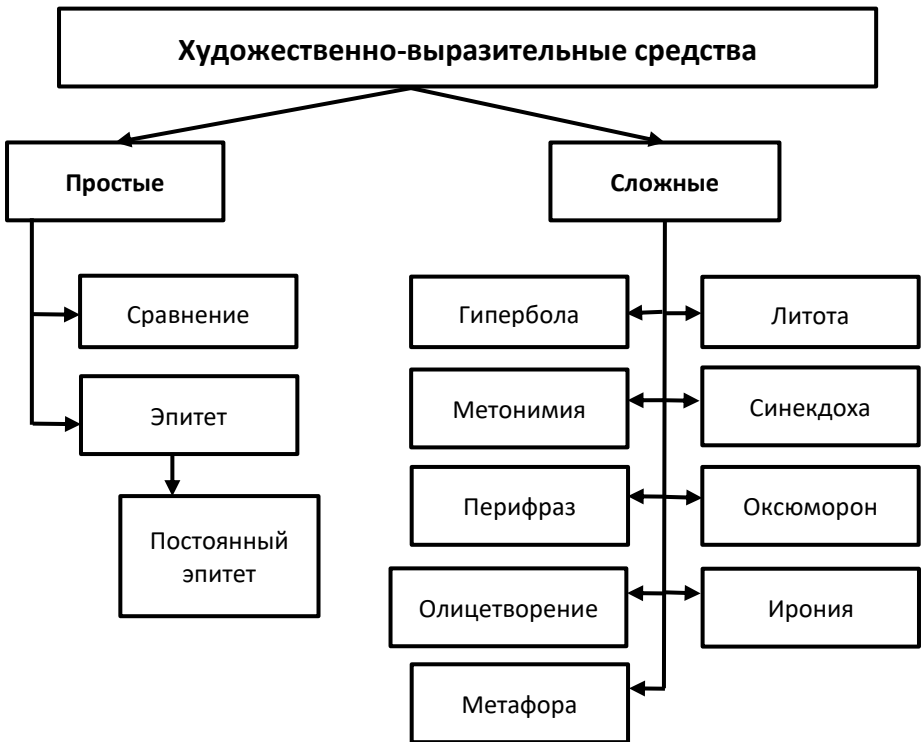 Художественно-выразительные средства
Простые
Сложные
Сравнение
Эпитет
Постоянный
эпитет
Гипербола
Литота
Метонимия
Синекдоха
Перифраз
Оксюморон
Олицетворение
Ирония
Метафора